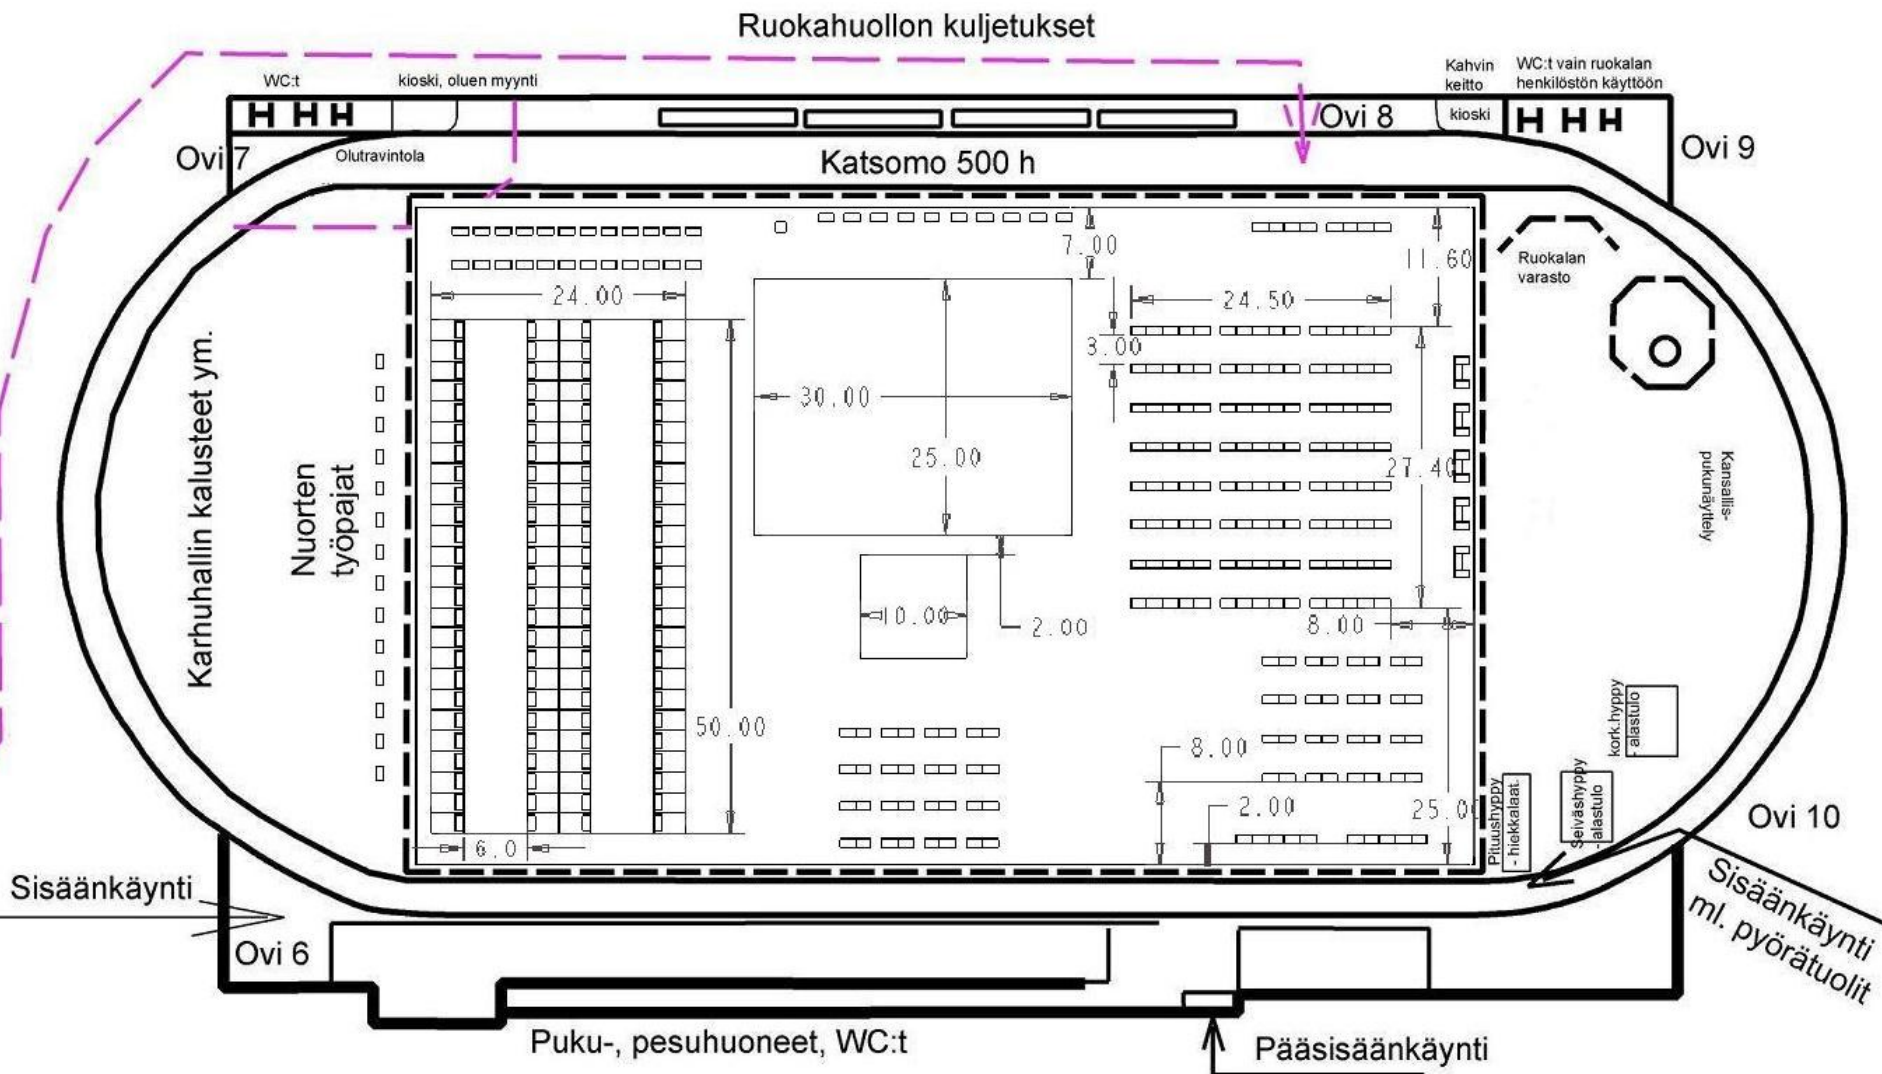 Ruokahuollon kuljetukset
WC:t
kioski, oluen myynti
Kahvin
keitto
WC:t vain ruokalan
henkilöstön käyttöön
Ovi 8
kioski
Ovi 7
Olutravintola
Katsomo 500 h
Ovi 9
7.00
11.60
Ruokalan
varasto
24.00
24.50
3.00
30.00
25.00
27.40
Karhuhallin kalusteet ym.
Nuorten
työpajat
Kansallis-
pukunäyttely
10.00
2.00
8.00
50.00
8.00
kork.hyppy
- alastulo
2.00
25.00
Pituushyppy
- hiekkalaat.
Seiväshyppy
- alastulo
6.0
Ovi 10
Sisäänkäynti
Sisäänkäynti
ml. pyörätuolit
Ovi 6
Puku-, pesuhuoneet, WC:t
Pääsisäänkäynti